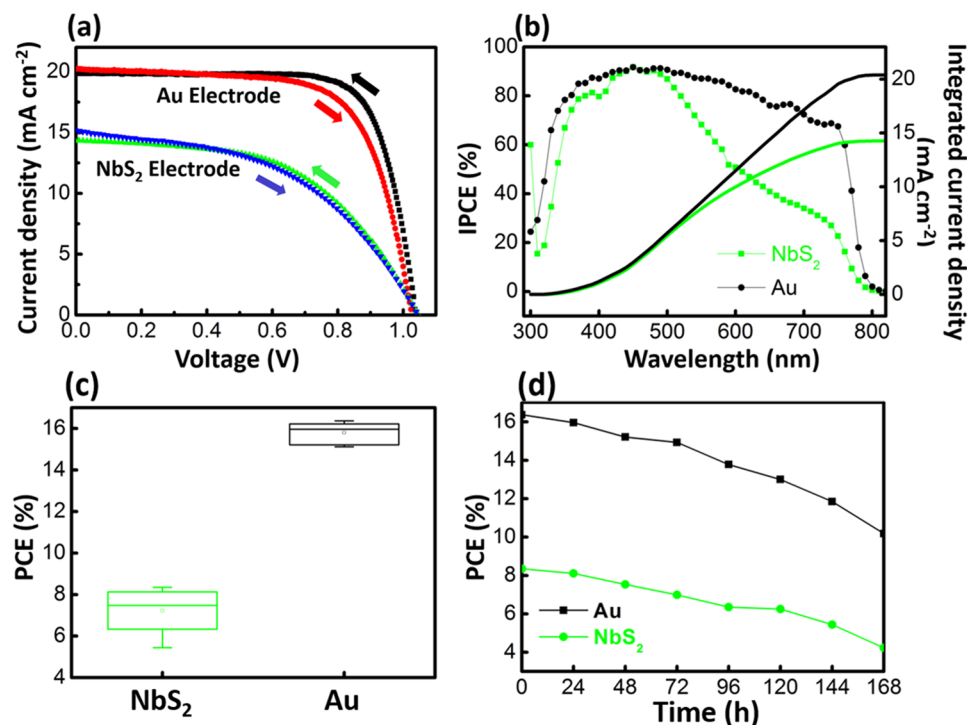 (a)
Current density (mA cm⁻²)
25
20
15
10
5
0
Au Electrode
NbS₂ Electrode
0.0 0.2 0.4 0.6 0.8 1.0
Voltage (V)
(b)
IPCE (%)
100
80
60
40
20
0
NbS₂
Au
300 400 500 600 700 800
Wavelength (nm)
20
15
10
5
0
Integrated current density
(mA cm⁻²)
(c)
PCE (%)
16
14
12
10
8
6
4
NbS₂ Au
(d)
PCE (%)
16
14
12
10
8
6
4
Au
NbS₂
0 24 48 72 96 120 144 168
Time (h)